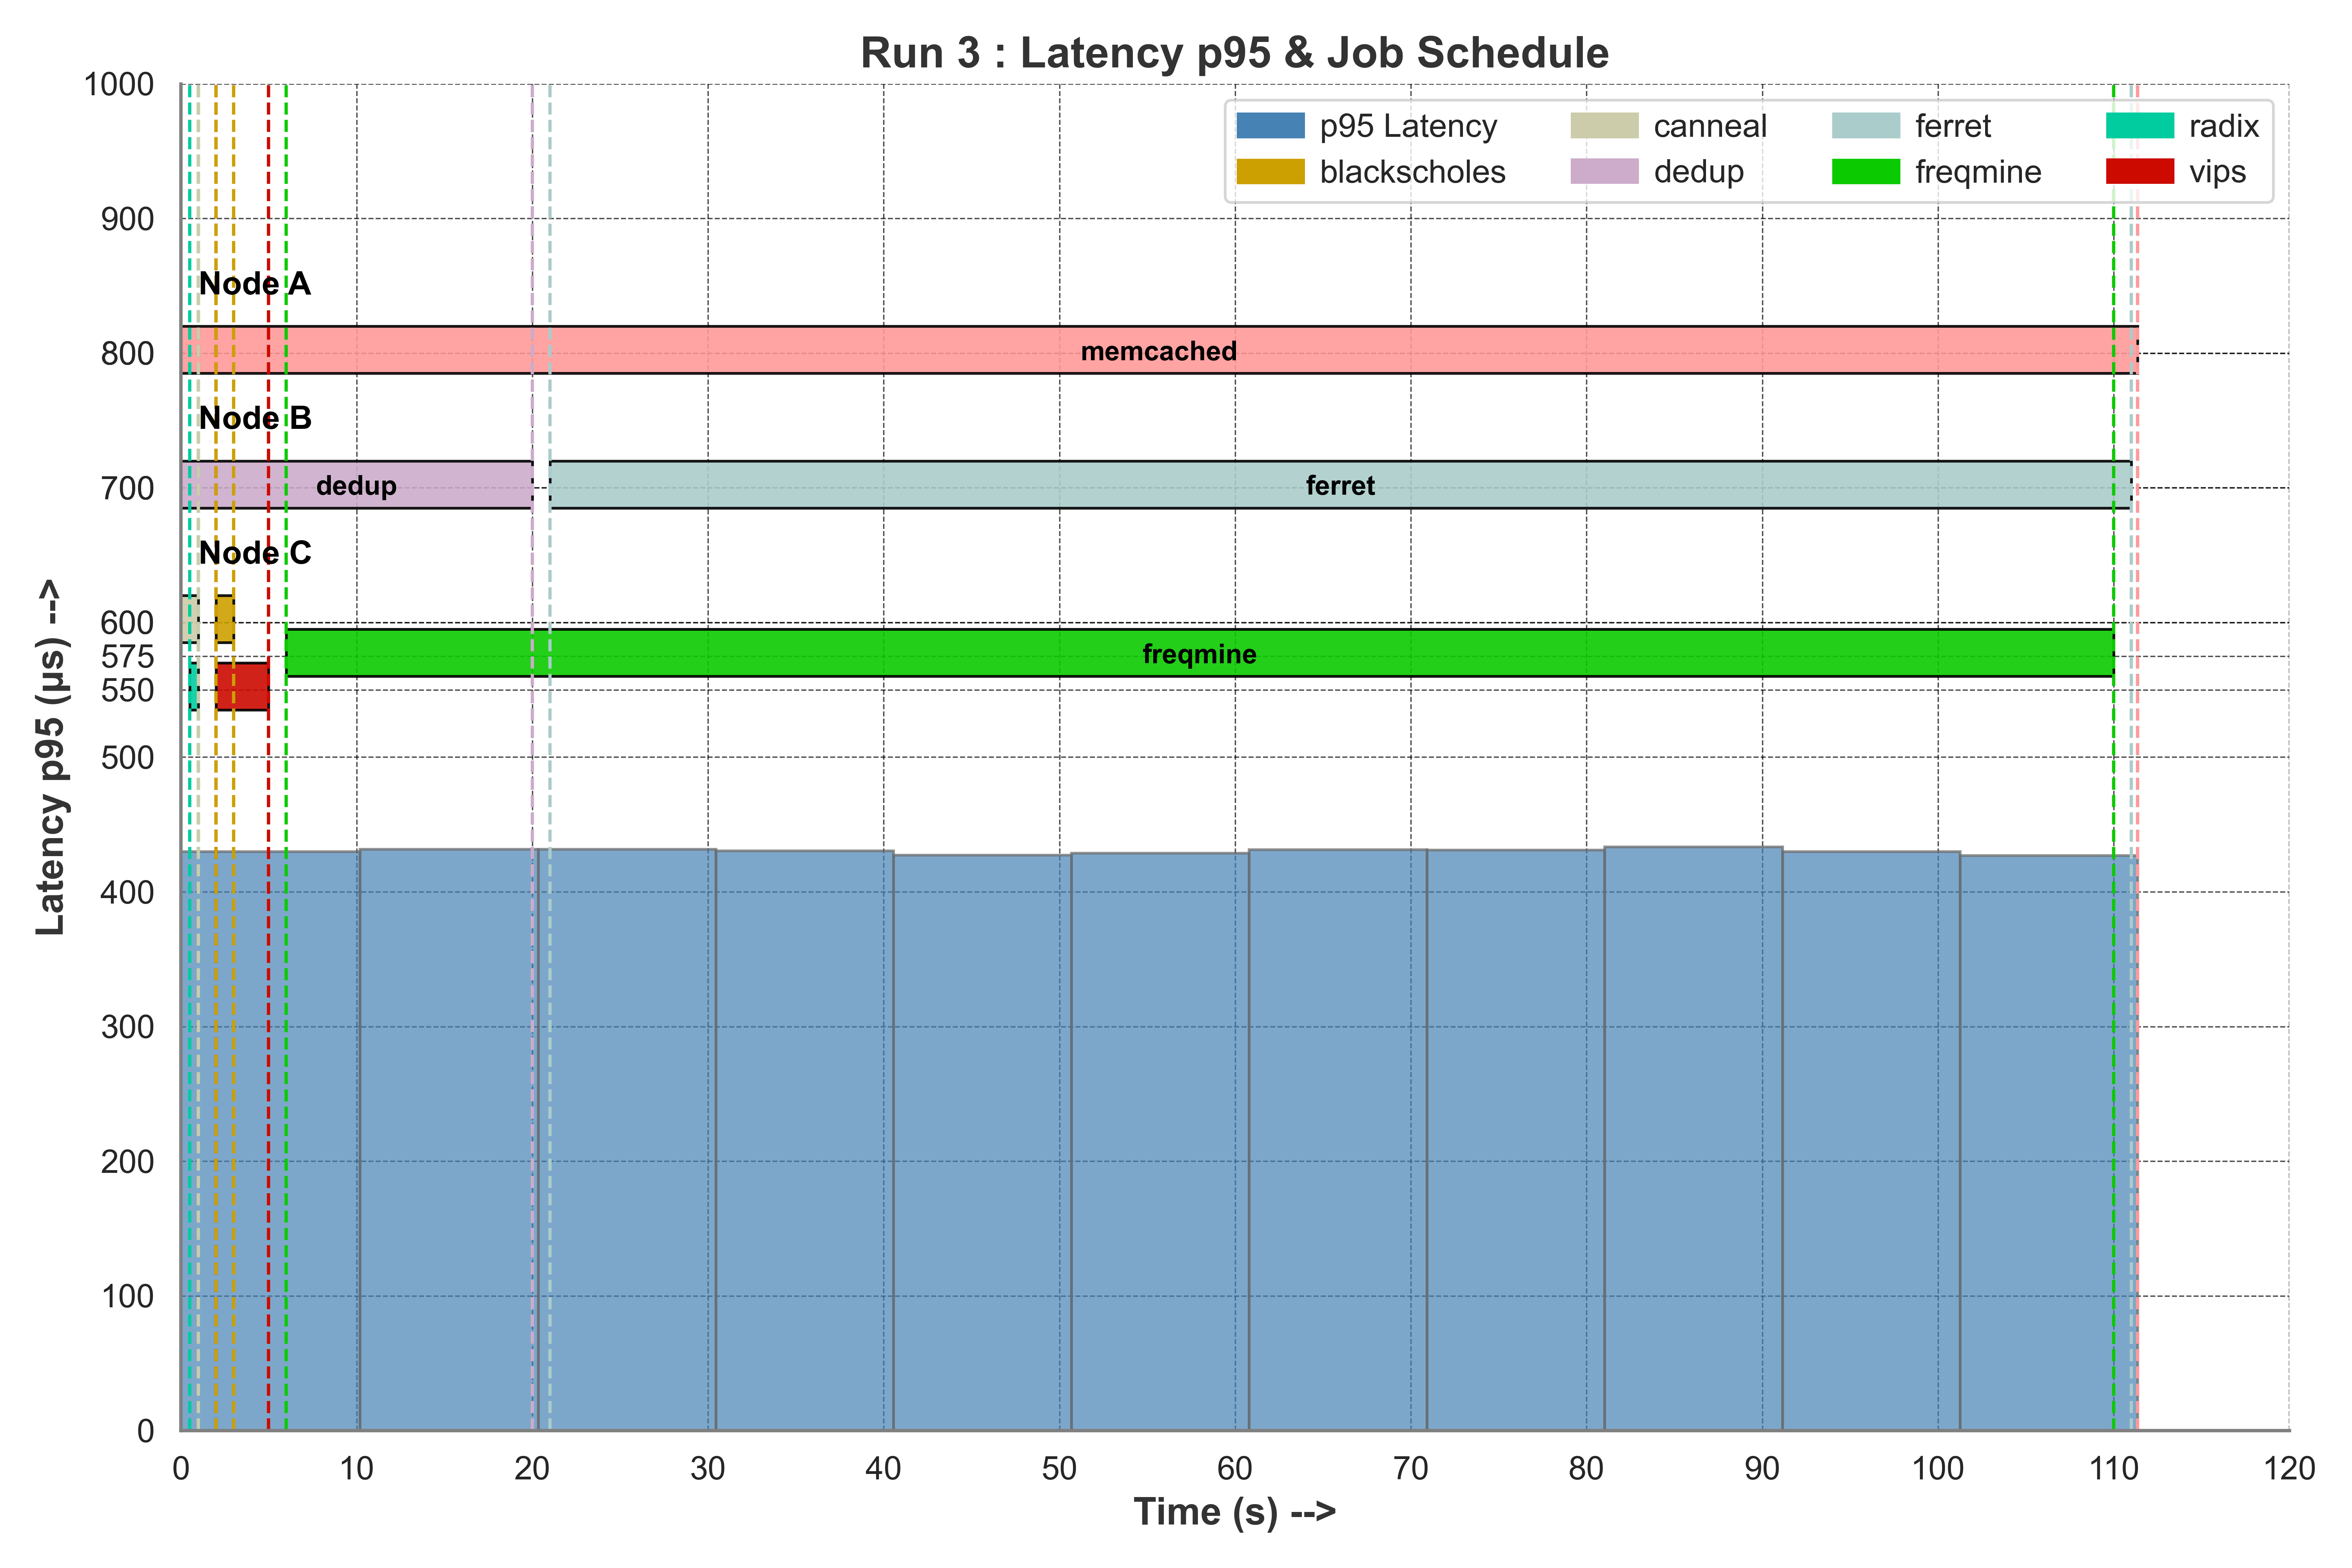 Run 3 : Latency p95 & Job Schedule
p95 Latency
blackscholes
canneal
dedup
ferret
freqmine
radix
vips
Node A
memcached
Node B
dedup
ferret
Node C
freqmine
Latency p95 (µs) -->
1000
900
800
700
600
575
550
500
400
300
200
100
0
0 10 20 30 40 50 60 70 80 90 100 110 120
Time (s) -->